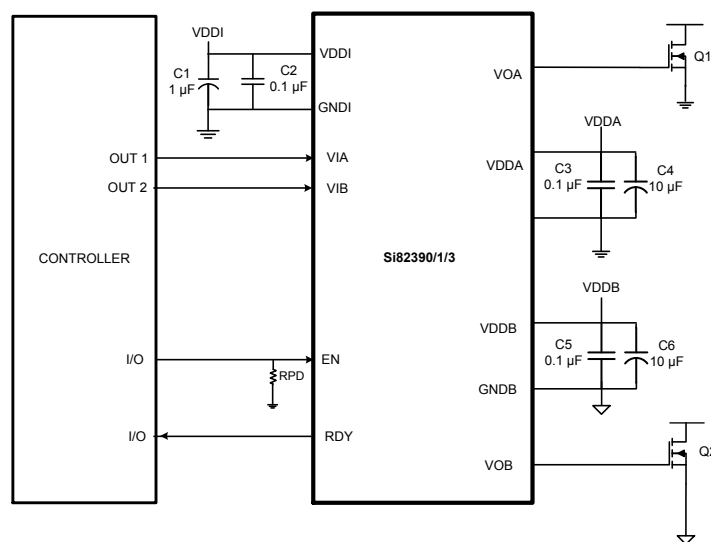 VDDI
C1
1 µF
C2
0.1 µF
VDDI
GNDI
OUT 1
VIA
OUT 2
VIB
CONTROLLER
Si82390/1/3
I/O
EN
RPD
I/O
RDY
VOA
Q1
VDDA
VDDA
C3
0.1 µF
C4
10 µF
VDDB
VDDB
C5
0.1 µF
C6
10 µF
GNDB
VOB
Q2